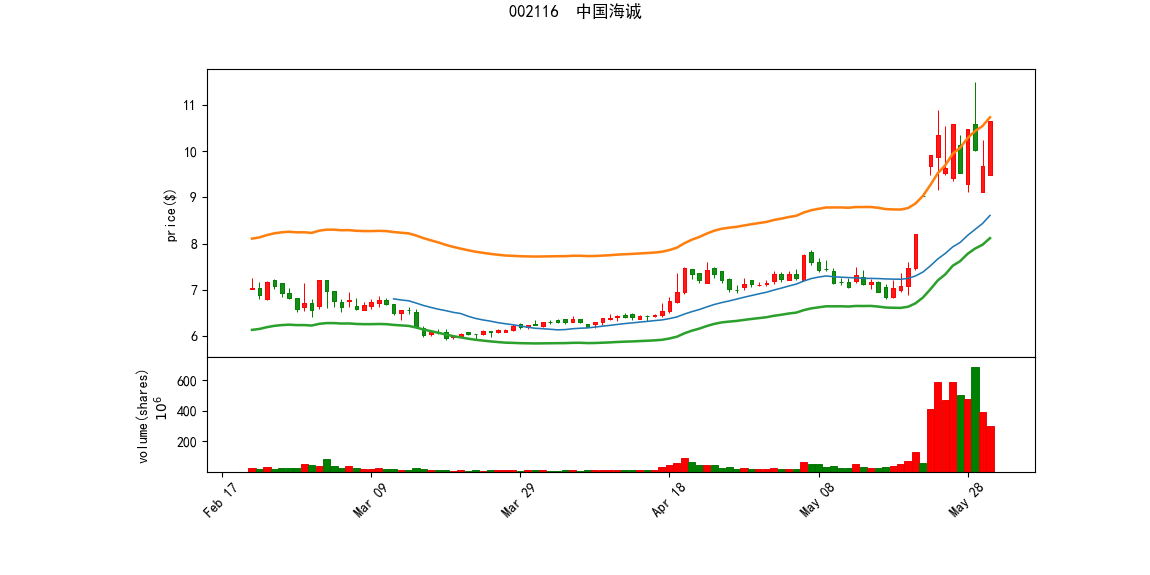 002116 中国海诚
price($)
11
10
9
8
7
6
volume(shares)
10^6
600
400
200
Feb 17
Mar 09
Mar 29
Apr 18
May 08
May 28